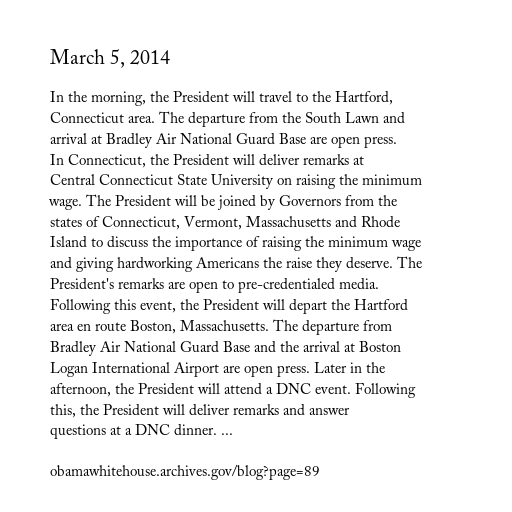 March 5, 2014
In the morning, the President will travel to the Hartford,
Connecticut area. The departure from the South Lawn and
arrival at Bradley Air National Guard Base are open press.
In Connecticut, the President will deliver remarks at
Central Connecticut State University on raising the minimum
wage. The President will be joined by Governors from the
states of Connecticut, Vermont, Massachusetts and Rhode
Island to discuss the importance of raising the minimum wage
and giving hardworking Americans the raise they deserve. The
President's remarks are open to pre-credentialed media.
Following this event, the President will depart the Hartford
area en route Boston, Massachusetts. The departure from
Bradley Air National Guard Base and the arrival at Boston
Logan International Airport are open press. Later in the
afternoon, the President will attend a DNC event. Following
this, the President will deliver remarks and answer
questions at a DNC dinner. ...
obamawhitehouse.archives.gov/blog?page=89